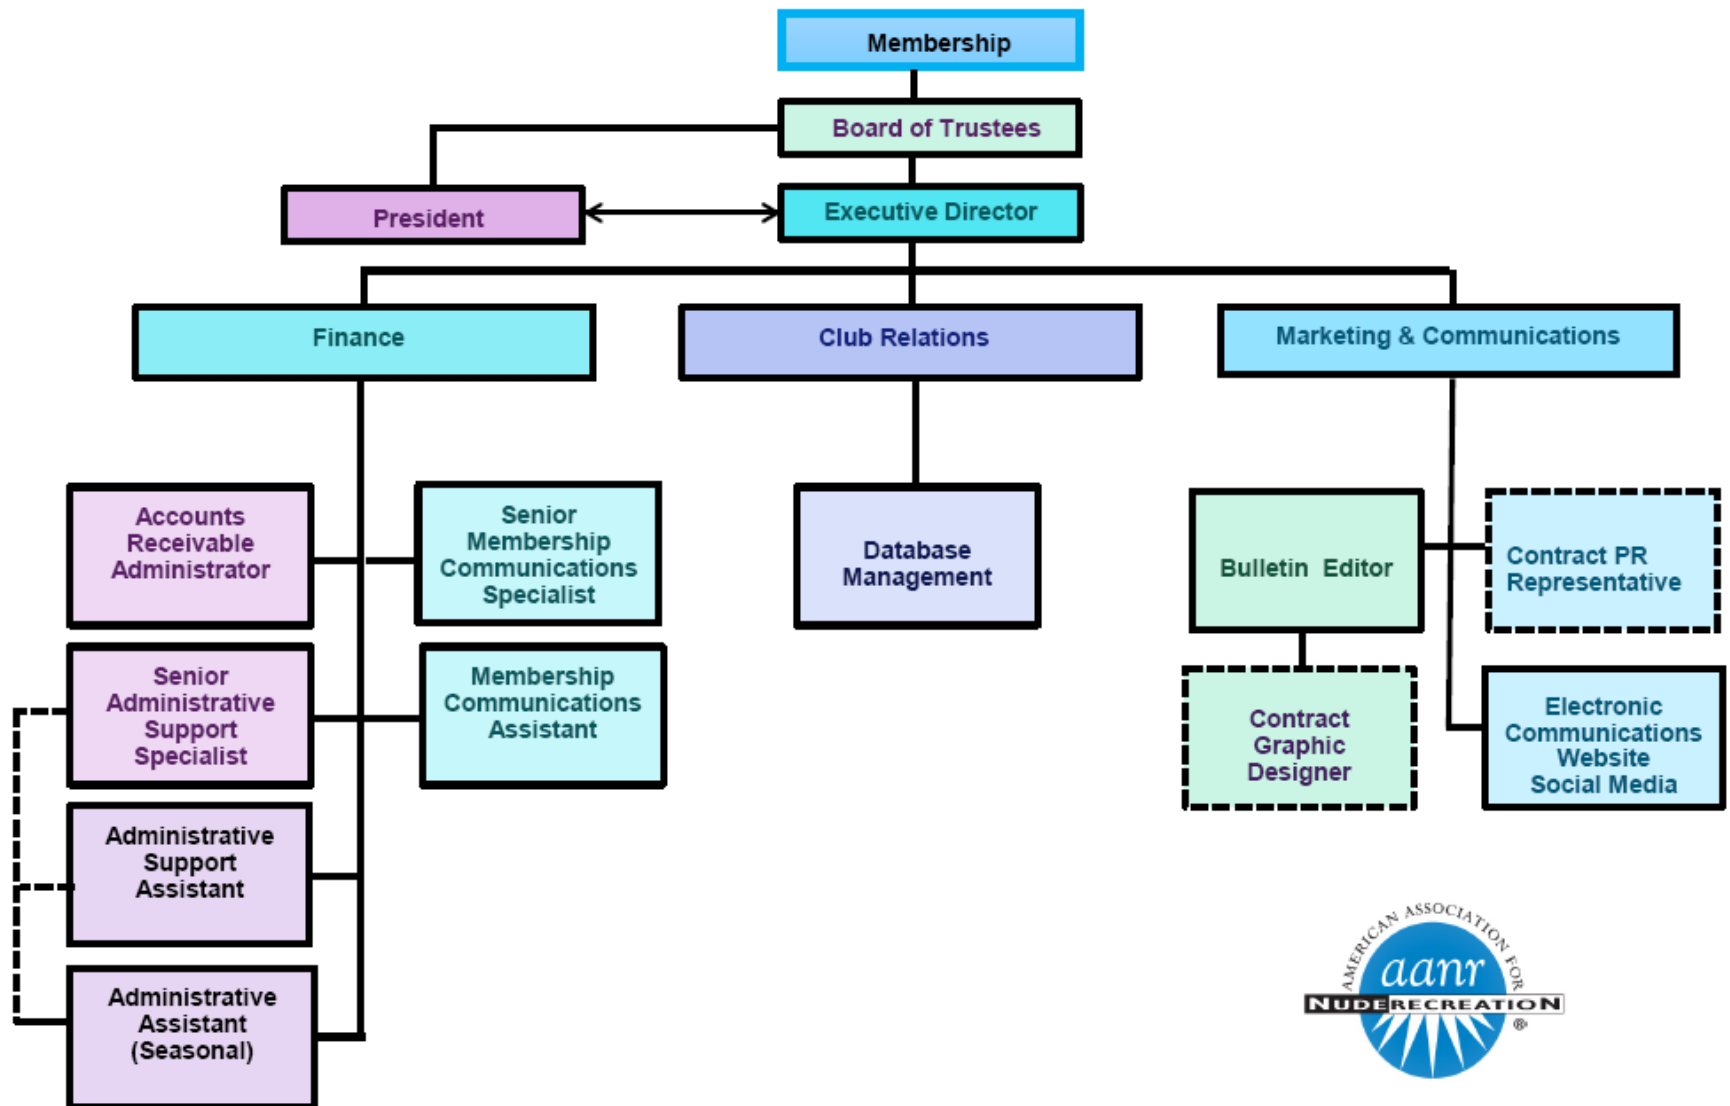 Membership
Board of Trustees
President
Executive Director
Finance
Club Relations
Marketing & Communications
Accounts
Receivable
Administrator
Senior
Membership
Communications
Specialist
Database
Management
Bulletin Editor
Contract PR
Representative
Senior
Administrative
Support
Specialist
Membership
Communications
Assistant
Contract
Graphic
Designer
Electronic
Communications
Website
Social Media
Administrative
Support
Assistant
Administrative
Assistant
(Seasonal)
AMERICAN ASSOCIATION FOR
aanr
NUDE RECREATION
®